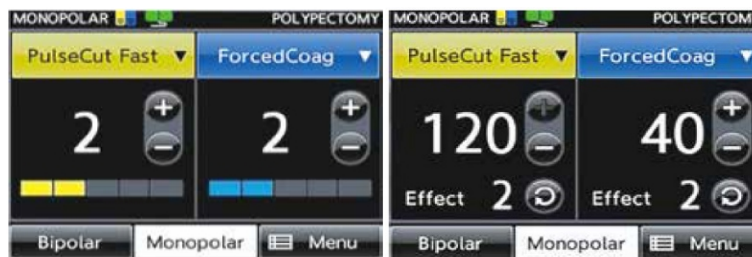 MONOPOLAR POLYPECTOMY
PulseCut Fast ▼ ForcedCoag ▼
2 + − 2 + −
Bipolar Monopolar Menu
MONOPOLAR POLYPECTOM
PulseCut Fast ▼ ForcedCoag ▼
120 + − 40 + −
Effect 2 Effect 2
Bipolar Monopolar Menu